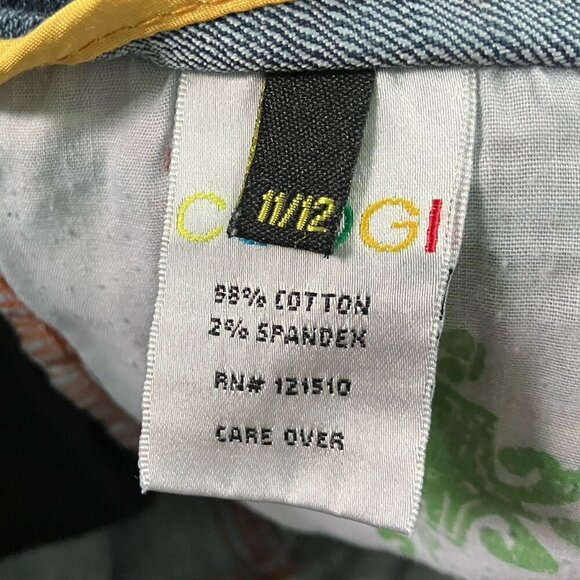 11/12
C OGI
98% COTTON
2% SPANDEX
RN# 121510
CARE OVER